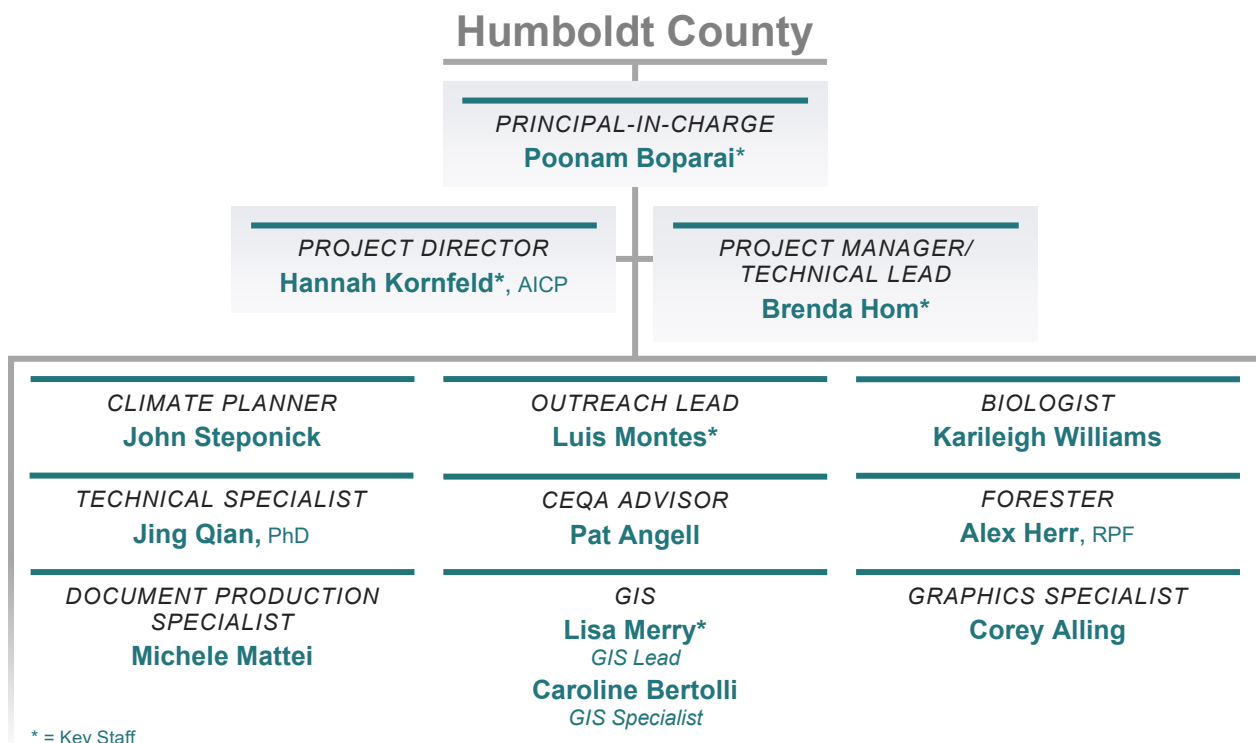 Humboldt County
PRINCIPAL-IN-CHARGE
Poonam Boparai*
PROJECT DIRECTOR
Hannah Kornfeld*, AICP
PROJECT MANAGER/
TECHNICAL LEAD
Brenda Hom*
CLIMATE PLANNER
John Steponick
OUTREACH LEAD
Luis Montes*
BIOLOGIST
Karileigh Williams
TECHNICAL SPECIALIST
Jing Qian, PhD
CEQA ADVISOR
Pat Angell
FORESTER
Alex Herr, RPF
DOCUMENT PRODUCTION
SPECIALIST
Michele Mattei
GIS
Lisa Merry*
GIS Lead
Caroline Bertolli
GIS Specialist
GRAPHICS SPECIALIST
Corey Alling
* = Key Staff